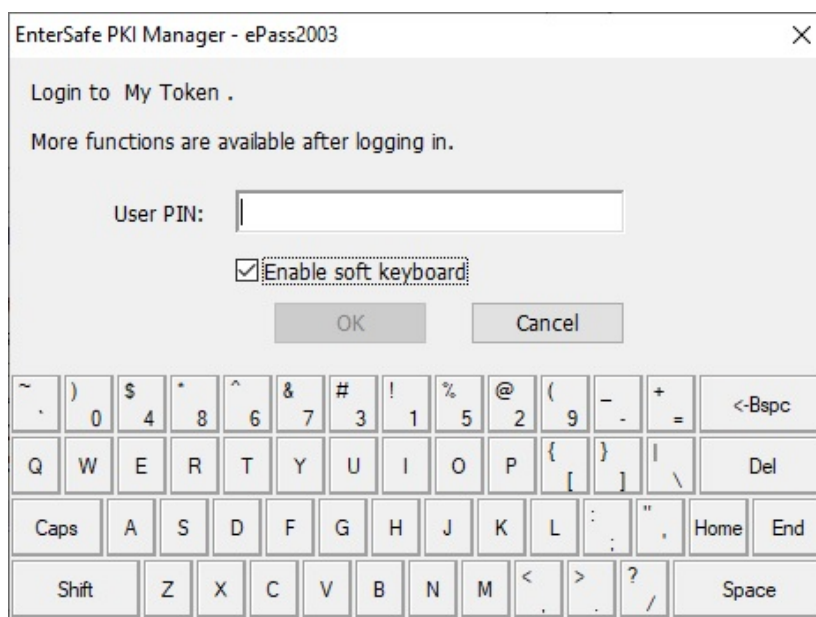 EnterSafe PKI Manager - ePass2003
Login to My Token .
More functions are available after logging in.
User PIN:
Enable soft keyboard
OK Cancel
~ ` ) 0 $ 4 * 8 ^ 6 & 7 # 3 ! 1 % 5 @ 2 ( 9 _ - + = <-Bspc
Q W E R T Y U I O P { [ } ] | \ Del
Caps A S D F G H J K L : ; " ' Home End
Shift Z X C V B N M < , > . ? / Space